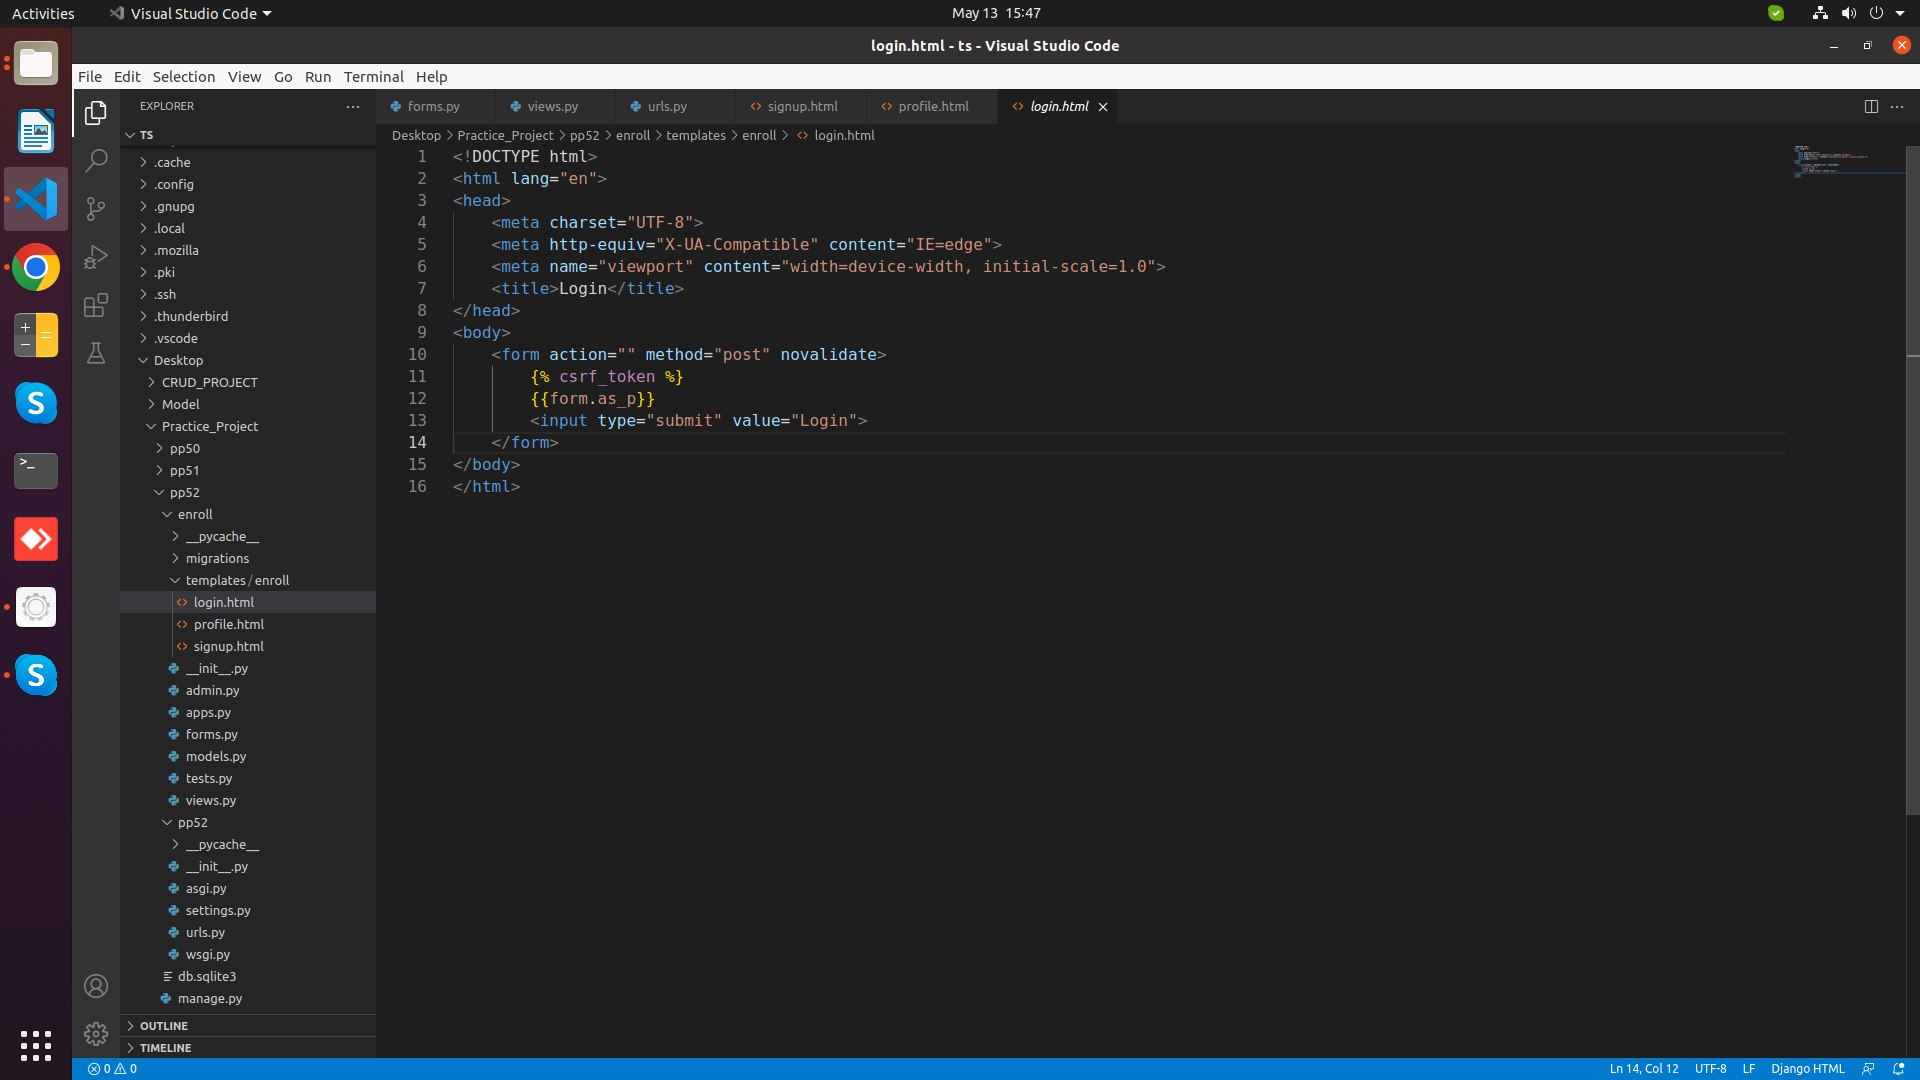 Activities
Visual Studio Code
May 13 15:47
login.html - ts - Visual Studio Code
File Edit Selection View Go Run Terminal Help
EXPLORER
TS
.cache
.config
.gnupg
.local
.mozilla
.pki
.ssh
.thunderbird
.vscode
Desktop
CRUD_PROJECT
Model
Practice_Project
pp50
pp51
pp52
enroll
__pycache__
migrations
templates/enroll
login.html
profile.html
signup.html
__init__.py
admin.py
apps.py
forms.py
models.py
tests.py
views.py
pp52
__pycache__
__init__.py
asgi.py
settings.py
urls.py
wsgi.py
db.sqlite3
manage.py
OUTLINE
TIMELINE
forms.py views.py urls.py signup.html profile.html login.html
Desktop > Practice_Project > pp52 > enroll > templates > enroll > login.html
1 <!DOCTYPE html>
2 <html lang="en">
3 <head>
4 <meta charset="UTF-8">
5 <meta http-equiv="X-UA-Compatible" content="IE=edge">
6 <meta name="viewport" content="width=device-width, initial-scale=1.0">
7 <title>Login</title>
8 </head>
9 <body>
10 <form action="" method="post" novalidate>
11 {% csrf_token %}
12 {{form.as_p}}
13 <input type="submit" value="Login">
14 </form>
15 </body>
16 </html>
0 0
Ln 14, Col 12 UTF-8 LF Django HTML